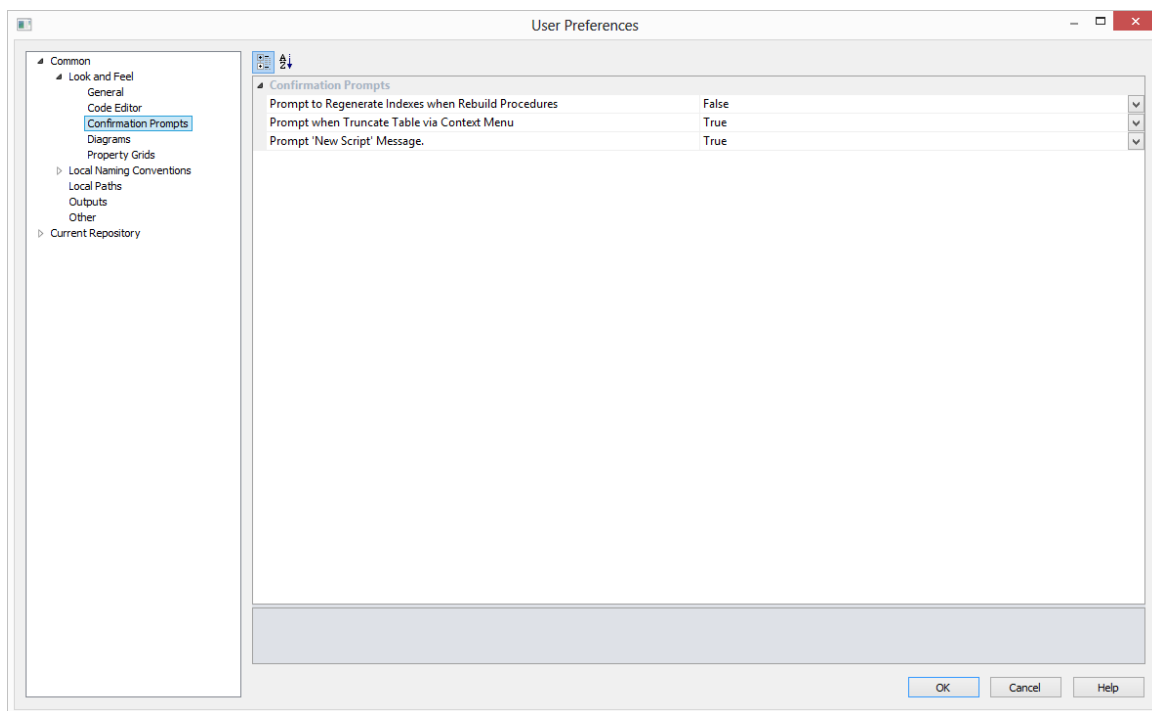 User Preferences
Common
Look and Feel
General
Code Editor
Confirmation Prompts
Diagrams
Property Grids
Local Naming Conventions
Local Paths
Outputs
Other
Current Repository
Confirmation Prompts
Prompt to Regenerate Indexes when Rebuild Procedures False
Prompt when Truncate Table via Context Menu True
Prompt 'New Script' Message. True
OK Cancel Help